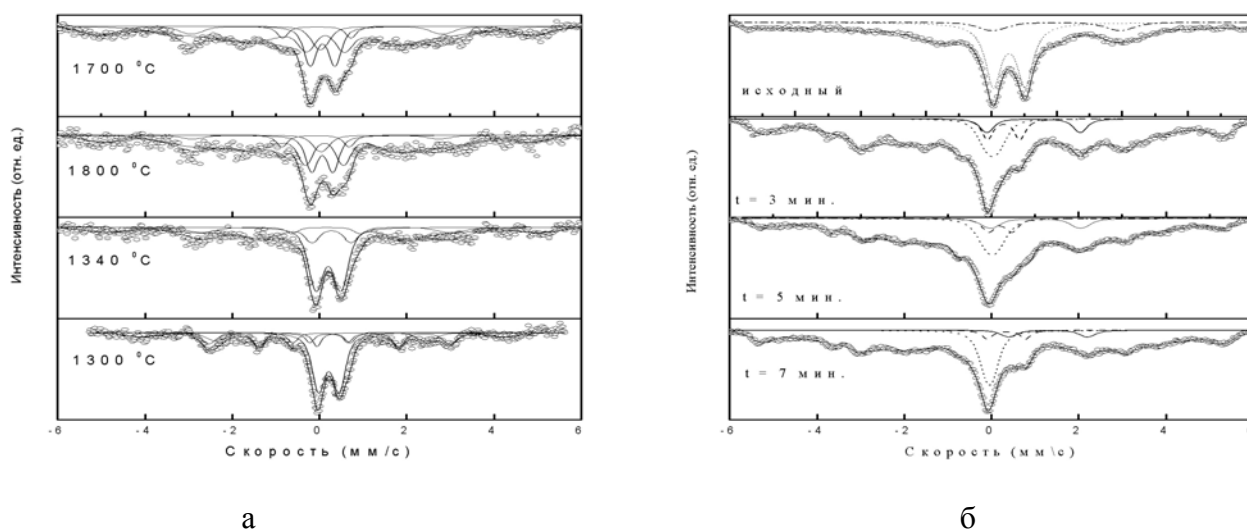 Интенсивность (отн. ед.)
1700 °C
1800 °C
1340 °C
1300 °C
-6 -4 -2 0 2 4 6
Скорость (мм/с)
а
Интенсивность (отн. ед.)
исходный
t = 3 мин.
t = 5 мин.
t = 7 мин.
-6 -4 -2 0 2 4 6
Скорость (мм\с)
б